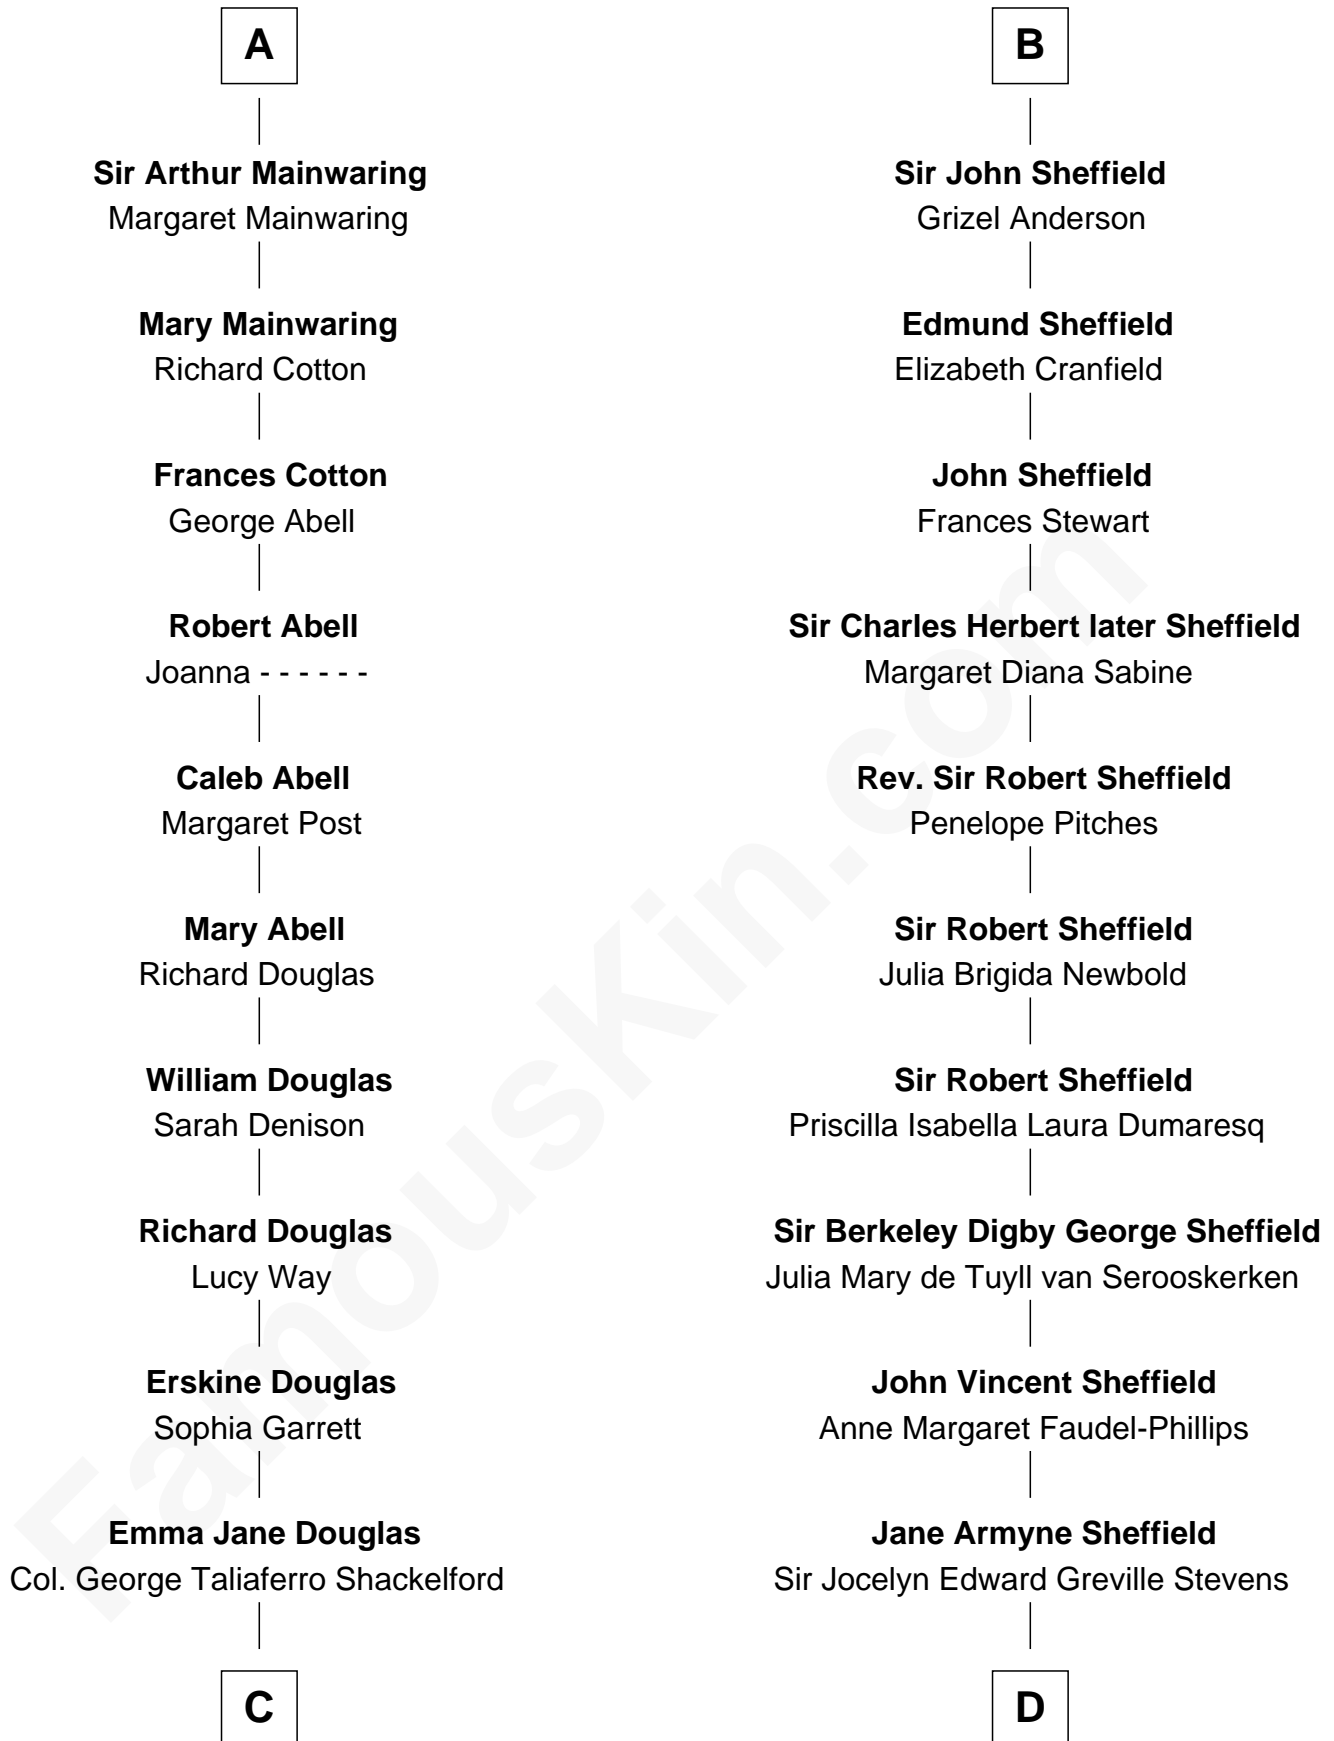 A
Sir Arthur Mainwaring
Margaret Mainwaring
Mary Mainwaring
Richard Cotton
Frances Cotton
George Abell
Robert Abell
Joanna - - - - - -
Caleb Abell
Margaret Post
Mary Abell
Richard Douglas
William Douglas
Sarah Denison
Richard Douglas
Lucy Way
Erskine Douglas
Sophia Garrett
Emma Jane Douglas
Col. George Taliaferro Shackelford
C
B
Sir John Sheffield
Grizel Anderson
Edmund Sheffield
Elizabeth Cranfield
John Sheffield
Frances Stewart
Sir Charles Herbert later Sheffield
Margaret Diana Sabine
Rev. Sir Robert Sheffield
Penelope Pitches
Sir Robert Sheffield
Julia Brigida Newbold
Sir Robert Sheffield
Priscilla Isabella Laura Dumaresq
Sir Berkeley Digby George Sheffield
Julia Mary de Tuyll van Serooskerken
John Vincent Sheffield
Anne Margaret Faudel-Phillips
Jane Armyne Sheffield
Sir Jocelyn Edward Greville Stevens
D
FamousKin.com